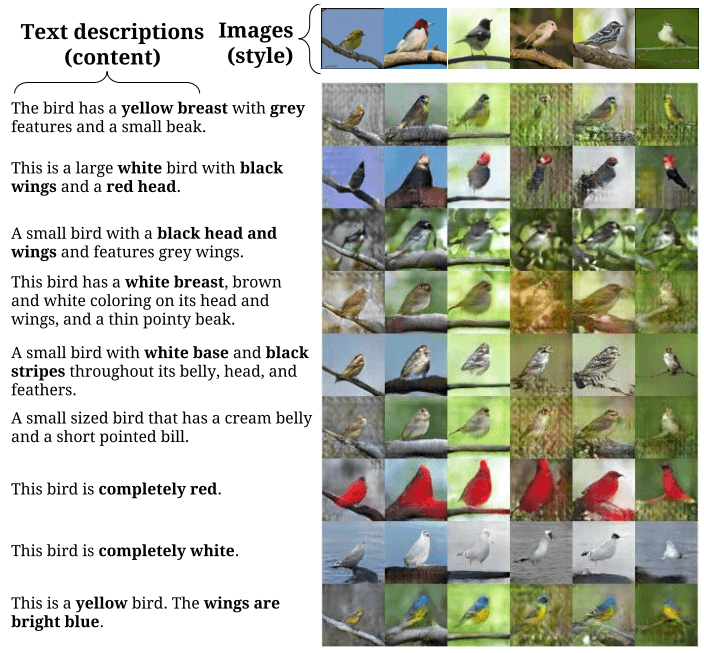 Text descriptions
(content)
Images
(style)
The bird has a yellow breast with grey
features and a small beak.
This is a large white bird with black
wings and a red head.
A small bird with a black head and
wings and features grey wings.
This bird has a white breast, brown
and white coloring on its head and
wings, and a thin pointy beak.
A small bird with white base and black
stripes throughout its belly, head, and
feathers.
A small sized bird that has a cream belly
and a short pointed bill.
This bird is completely red.
This bird is completely white.
This is a yellow bird. The wings are
bright blue.